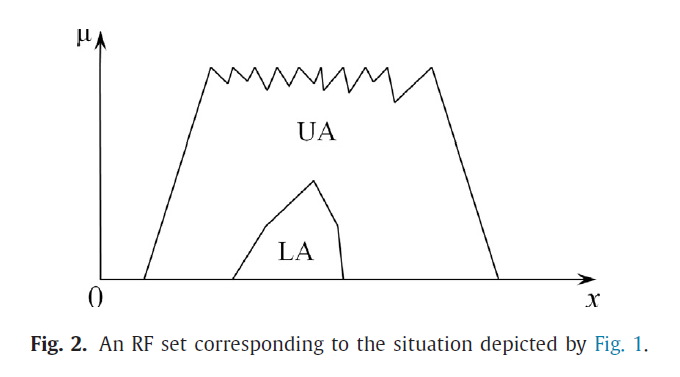 μ
UA
LA
0
x
Fig. 2. An RF set corresponding to the situation depicted by Fig. 1.